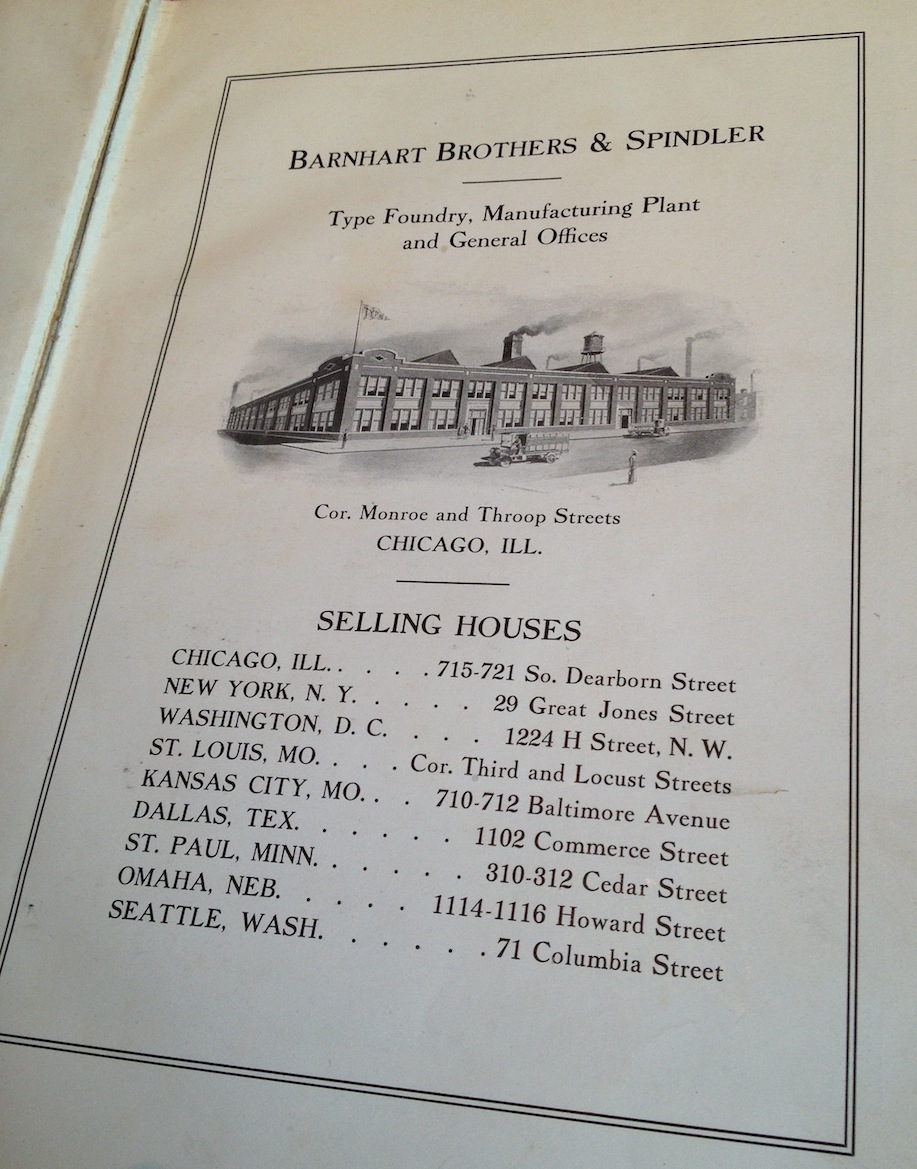 BARNHART BROTHERS & SPINDLER
Type Foundry, Manufacturing Plant
and General Offices
TYPE
Cor. Monroe and Throop Streets
CHICAGO, ILL.
SELLING HOUSES
CHICAGO, ILL. . . . . 715-721 So. Dearborn Street
NEW YORK, N. Y. . . . . . 29 Great Jones Street
WASHINGTON, D. C. . . . 1224 H Street, N. W.
ST. LOUIS, MO. . . . . Cor. Third and Locust Streets
KANSAS CITY, MO. . . 710-712 Baltimore Avenue
DALLAS, TEX. . . . . . 1102 Commerce Street
ST. PAUL, MINN. . . . . . 310-312 Cedar Street
OMAHA, NEB. . . . . 1114-1116 Howard Street
SEATTLE, WASH. . . . . . 71 Columbia Street